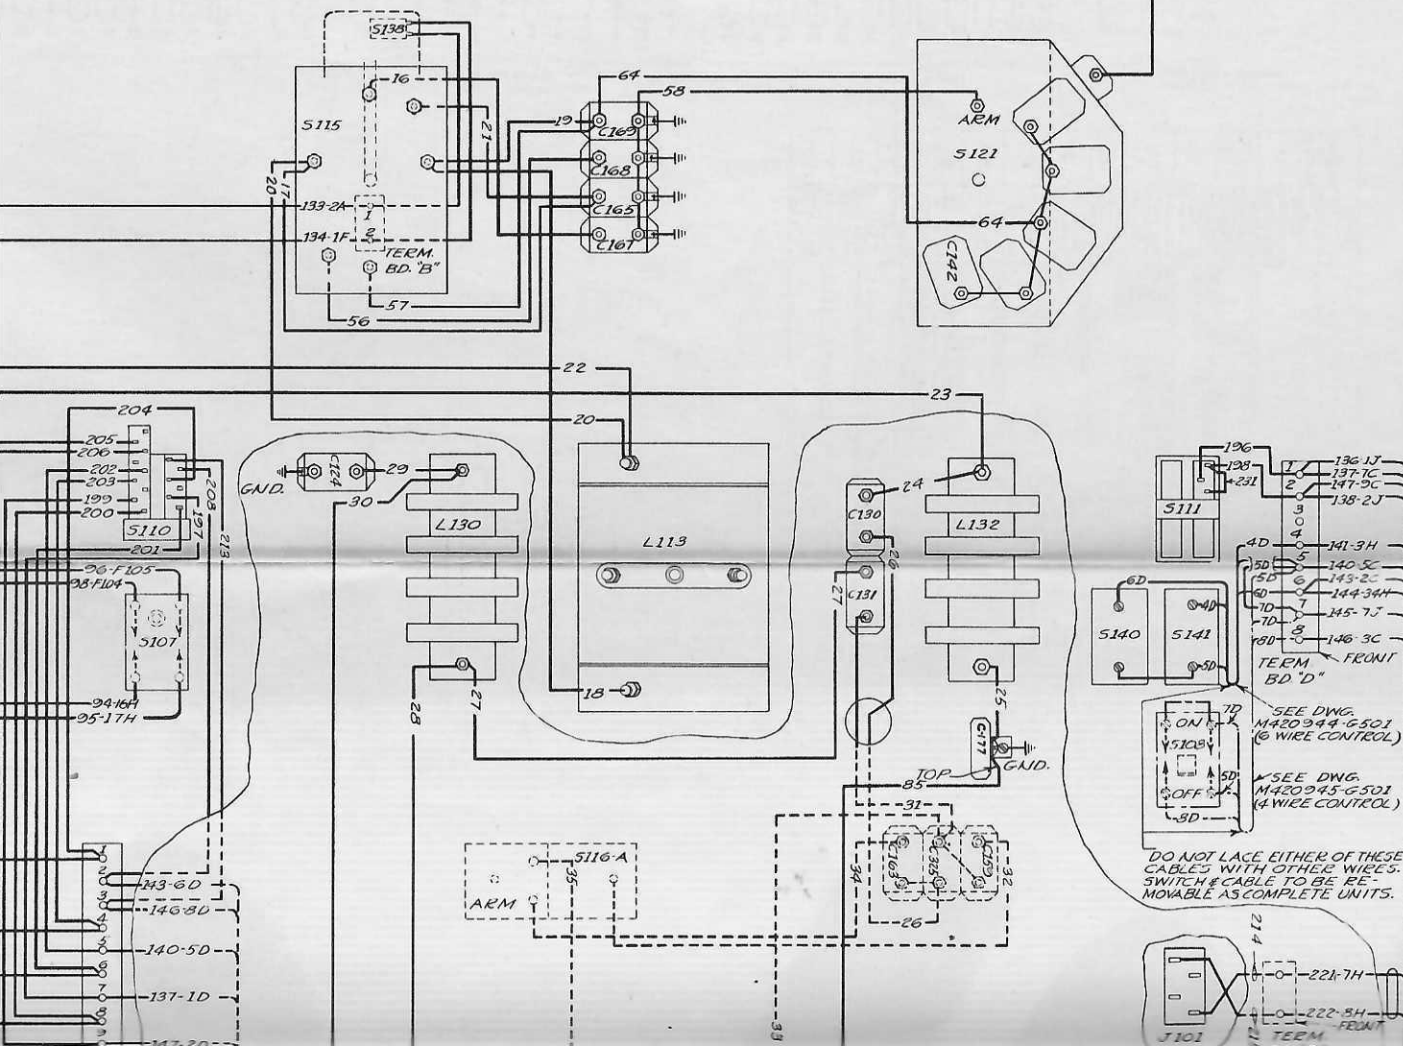 S138
16
64
58
S115
19
21
C169
ARM
C168
S121
20
17
C165
133-2A
1
64
134-1F
2
C167
TERM.
BD. "B"
C142
57
56
22
23
204
20
205
206
202
203
199
200
208
197
213
S110
201
GND.
C124
29
30
L130
L113
C130
24
26
L132
C131
27
196
198
231
S111
1
2
3
4
5
6
7
8
136-1J
137-7C
147-9C
138-2J
4D
141-3H
5D
140-5C
5D
6D
144-34H
7D
145-7J
7D
8D
146-3C
TERM.
BD. "D"
FRONT
96-F105
98-F104
S107
94-16H
95-17H
6D
4D
S140
S141
5D
18
28
27
25
C177
TOP
GND.
85
7D
ON
S103
OFF
5D
8D
SEE DWG.
M420944-G501
(6 WIRE CONTROL)
SEE DWG.
M420945-G501
(4 WIRE CONTROL)
DO NOT LACE EITHER OF THESE
CABLES WITH OTHER WIRES.
SWITCH & CABLE TO BE RE-
MOVABLE AS COMPLETE UNITS.
31
S116-A
35
ARM
34
C163
C159
32
26
33
1
2
3
4
5
6
7
8
143-6D
146-8D
140-5D
137-1D
147-2D
214
221-7H
222-8H
FRONT
J101
TERM.